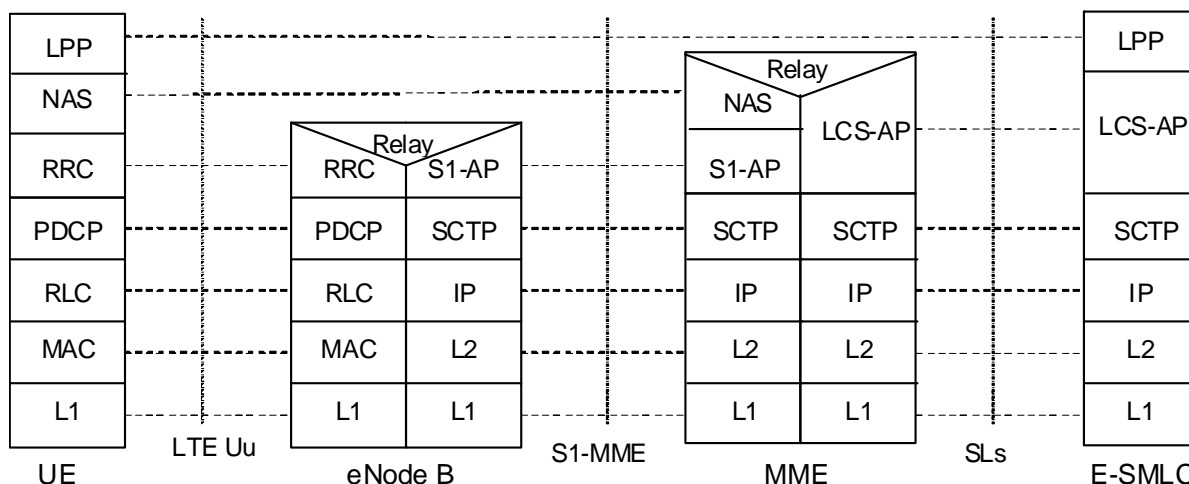 LPP
LPP
Relay
NAS
NAS
LCS-AP
LCS-AP
Relay
RRC
RRC
S1-AP
S1-AP
PDCP
PDCP
SCTP
SCTP
SCTP
SCTP
RLC
RLC
IP
IP
IP
IP
MAC
MAC
L2
L2
L2
L2
L1
L1
L1
L1
L1
L1
LTE Uu
S1-MME
SLs
UE
eNode B
MME
E-SMLC